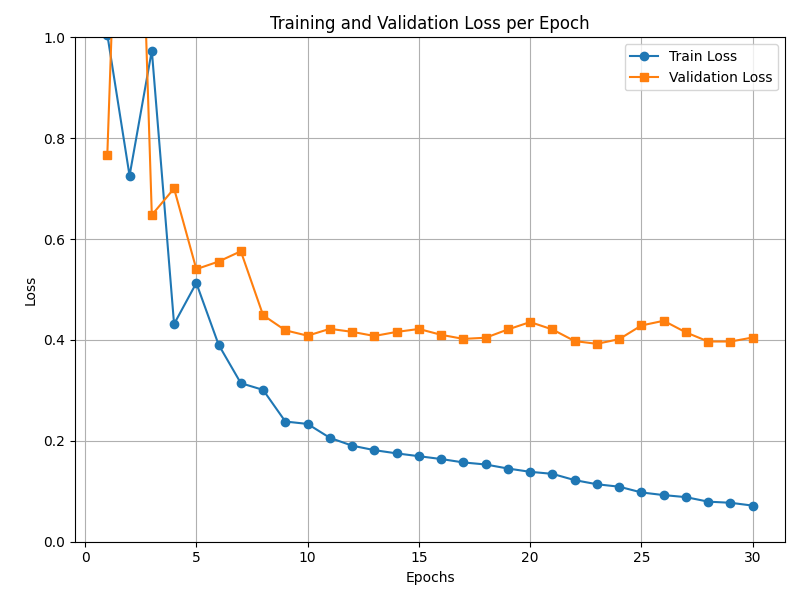 Training and Validation Loss per Epoch
Train Loss
Validation Loss
1.0
0.8
0.6
0.4
0.2
0.0
Loss
0 5 10 15 20 25 30
Epochs